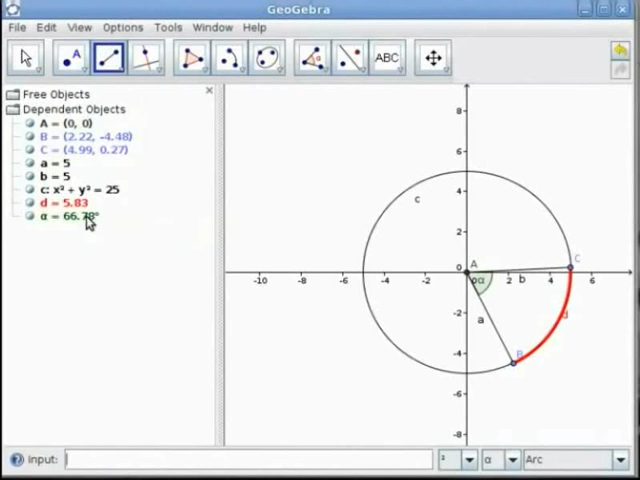 GeoGebra
File Edit View Options Tools Window Help
A α ABC
Free Objects
Dependent Objects
A = (0, 0)
B = (2.22, -4.48)
C = (4.99, 0.27)
a = 5
b = 5
c: x² + y² = 25
d = 5.83
α = 66.78°
8
6
4
c
2
A C
0
-10 -8 -6 -4 -2 0 α 2 b 4 6
-2
a d
-4 B
-6
-8
Input: ¹ α Arc